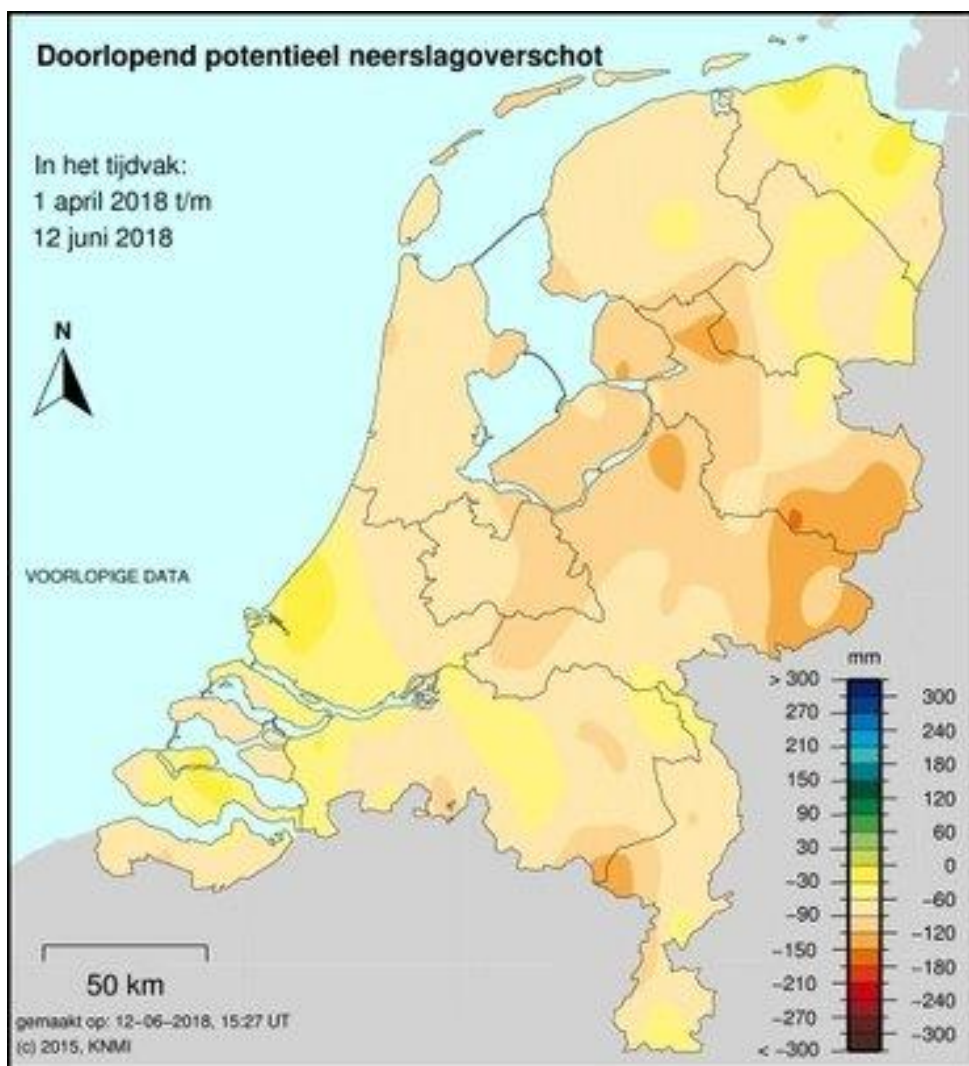 Doorlopend potentieel neerslagoverschot
In het tijdvak:
1 april 2018 t/m
12 juni 2018
N
VOORLOPIGE DATA
mm
> 300
300
270
240
210
180
150
120
90
60
30
0
−30
−60
−90
−120
−150
−180
−210
−240
−270
−300
< −300
50 km
gemaakt op: 12−06−2018, 15:27 UT
(c) 2015, KNMI